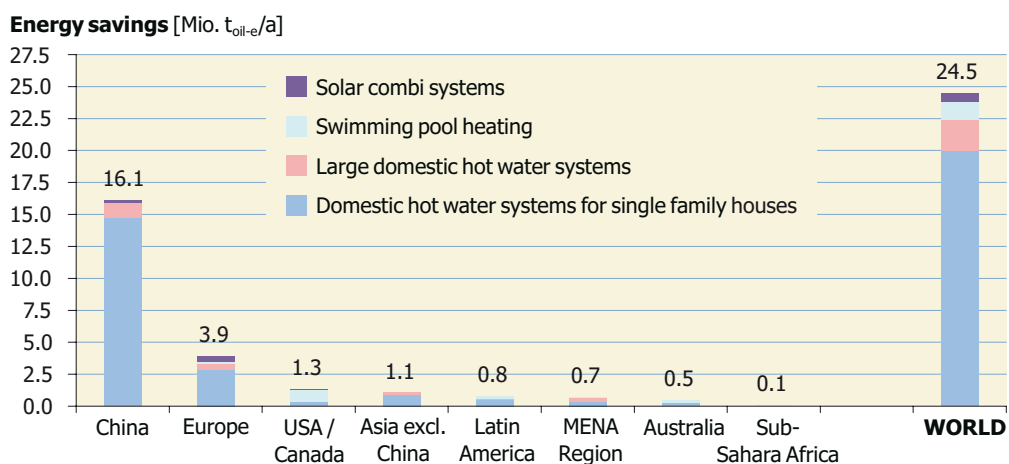 Energy savings [Mio. t oil-e/a]
27.5
25.0
22.5
20.0
17.5
15.0
12.5
10.0
7.5
5.0
2.5
0.0
Solar combi systems
Swimming pool heating
Large domestic hot water systems
Domestic hot water systems for single family houses
16.1
3.9
1.3
1.1
0.8
0.7
0.5
0.1
24.5
China
Europe
USA /
Canada
Asia excl.
China
Latin
America
MENA
Region
Australia
Sub-
Sahara Africa
WORLD